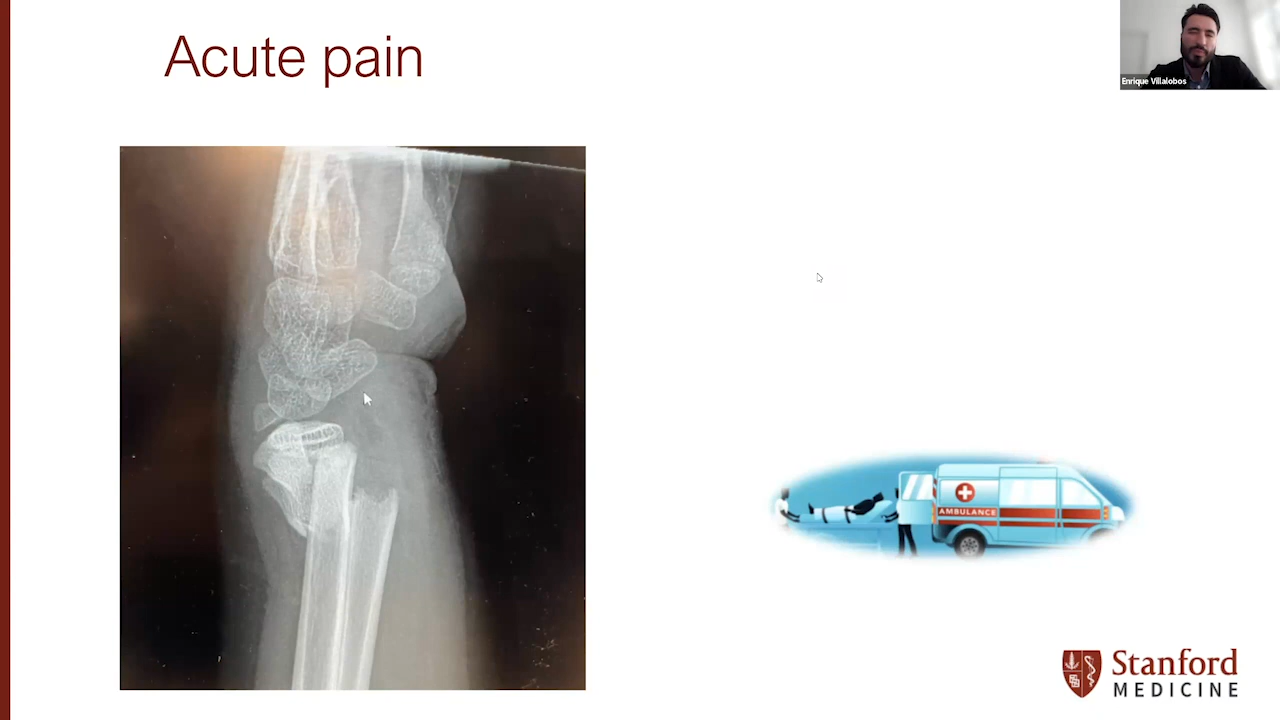 Acute pain
Enrique Villalobos
AMBULANCE
Stanford
MEDICINE